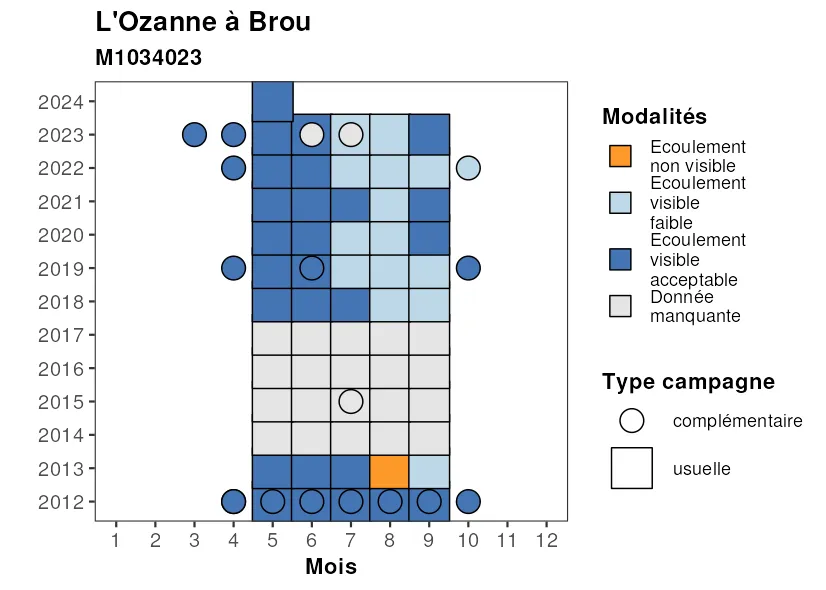 L'Ozanne à Brou
M1034023
2024
2023
2022
2021
2020
2019
2018
2017
2016
2015
2014
2013
2012
1 2 3 4 5 6 7 8 9 10 11 12
Mois
Modalités
Ecoulement
non visible
Ecoulement
visible
faible
Ecoulement
visible
acceptable
Donnée
manquante
Type campagne
complémentaire
usuelle